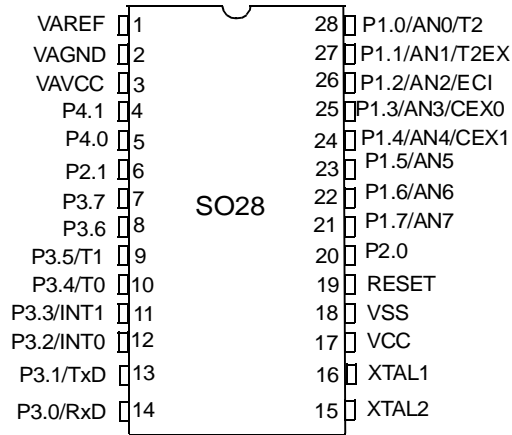 VAREF 1 28 P1.0/AN0/T2
VAGND 2 27 P1.1/AN1/T2EX
VAVCC 3 26 P1.2/AN2/ECI
P4.1 4 25 P1.3/AN3/CEX0
P4.0 5 24 P1.4/AN4/CEX1
P2.1 6 23 P1.5/AN5
P3.7 7 SO28 22 P1.6/AN6
P3.6 8 21 P1.7/AN7
P3.5/T1 9 20 P2.0
P3.4/T0 10 19 RESET
P3.3/INT1 11 18 VSS
P3.2/INT0 12 17 VCC
P3.1/TxD 13 16 XTAL1
P3.0/RxD 14 15 XTAL2